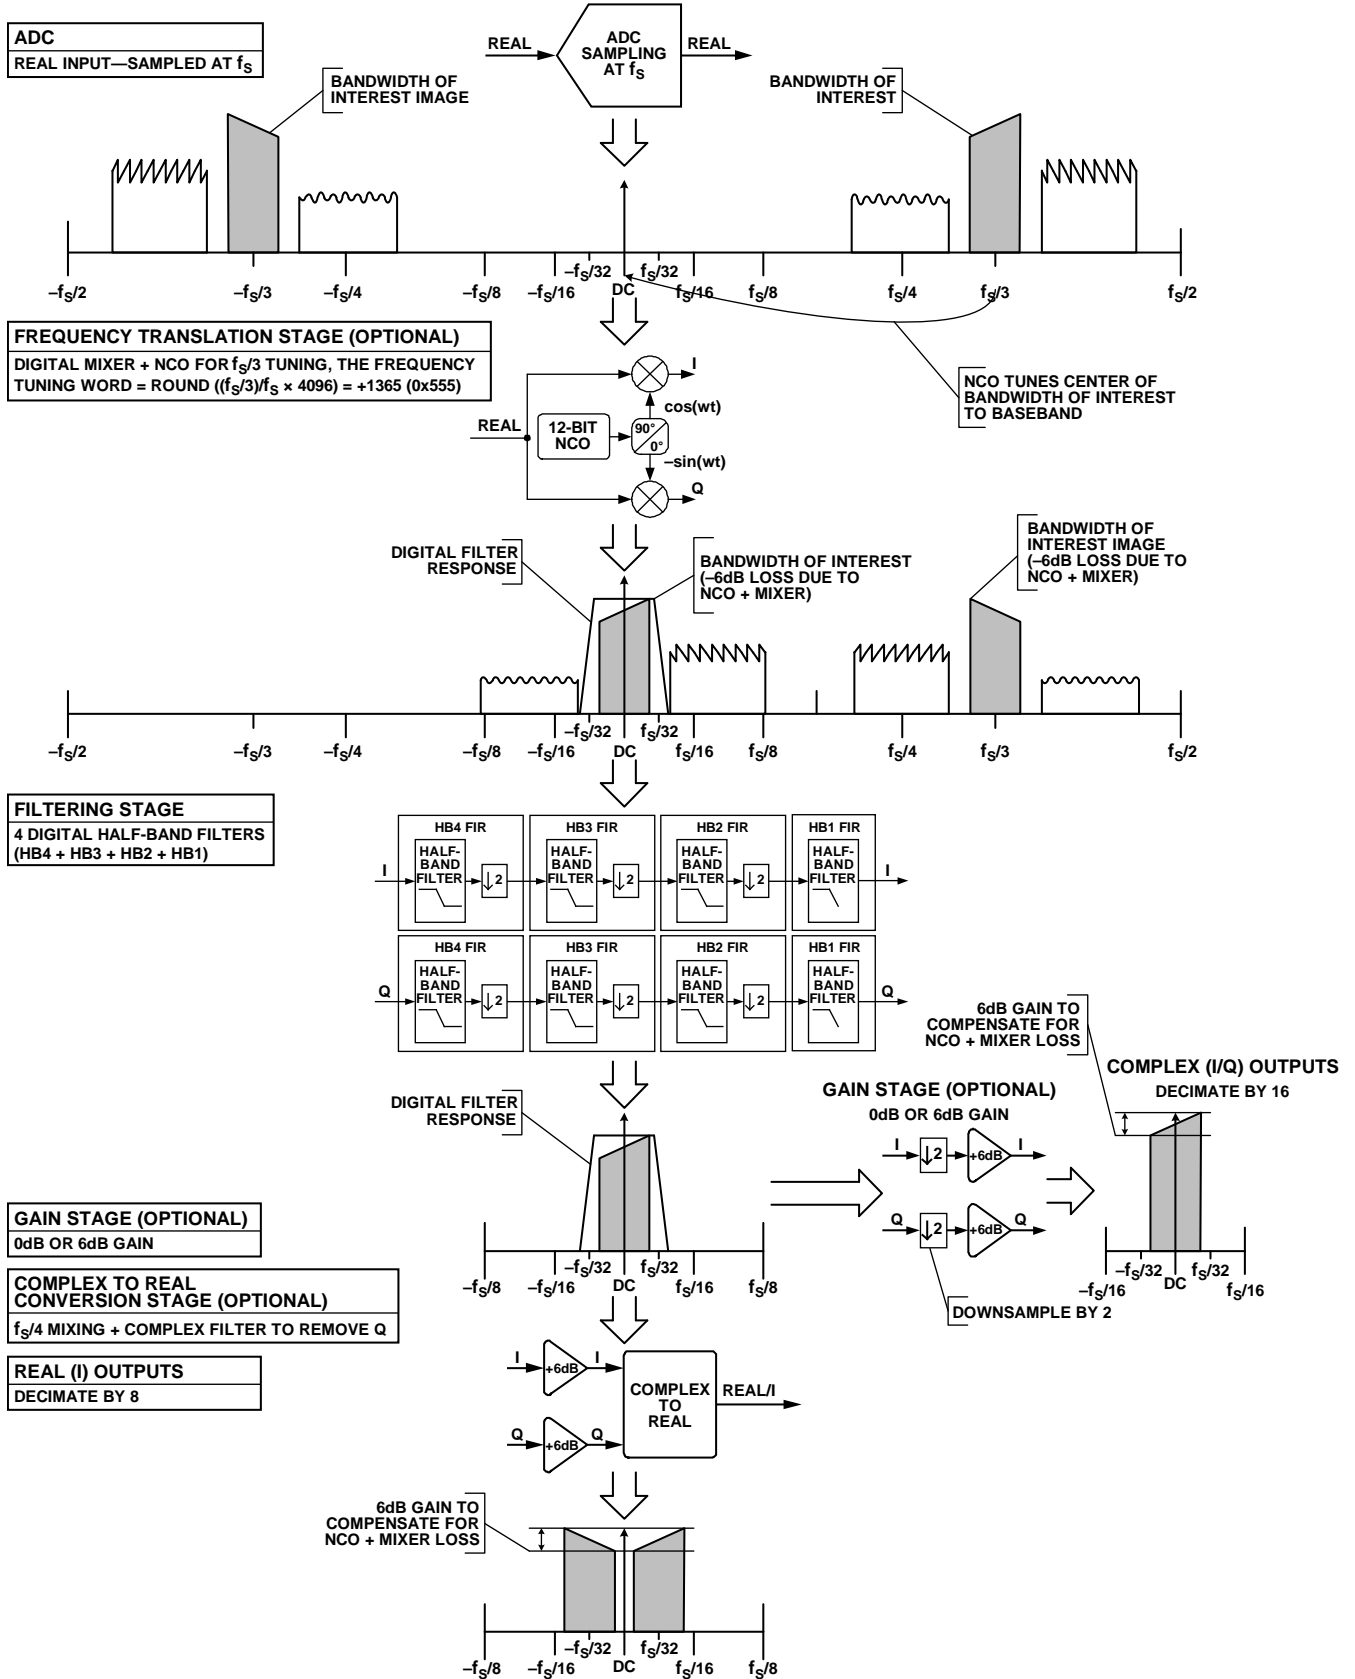 ADC
REAL INPUT—SAMPLED AT fS
REAL
ADC
SAMPLING
AT fS
REAL
BANDWIDTH OF
INTEREST IMAGE
BANDWIDTH OF
INTEREST
–fS/2
–fS/3
–fS/4
–fS/8
–fS/16
–fS/32
DC
fS/32
fS/16
fS/8
fS/4
fS/3
fS/2
FREQUENCY TRANSLATION STAGE (OPTIONAL)
DIGITAL MIXER + NCO FOR fS/3 TUNING, THE FREQUENCY
TUNING WORD = ROUND ((fS/3)/fS × 4096) = +1365 (0x555)
NCO TUNES CENTER OF
BANDWIDTH OF INTEREST
TO BASEBAND
REAL
12-BIT
NCO
90°
0°
cos(wt)
–sin(wt)
I
Q
DIGITAL FILTER
RESPONSE
BANDWIDTH OF INTEREST
(–6dB LOSS DUE TO
NCO + MIXER)
BANDWIDTH OF
INTEREST IMAGE
(–6dB LOSS DUE TO
NCO + MIXER)
–fS/2
–fS/3
–fS/4
–fS/8
–fS/16
–fS/32
DC
fS/32
fS/16
fS/8
fS/4
fS/3
fS/2
FILTERING STAGE
4 DIGITAL HALF-BAND FILTERS
(HB4 + HB3 + HB2 + HB1)
I
HB4 FIR
HALF-
BAND
FILTER
2
HB3 FIR
HALF-
BAND
FILTER
2
HB2 FIR
HALF-
BAND
FILTER
2
HB1 FIR
HALF-
BAND
FILTER
I
Q
HB4 FIR
HALF-
BAND
FILTER
2
HB3 FIR
HALF-
BAND
FILTER
2
HB2 FIR
HALF-
BAND
FILTER
2
HB1 FIR
HALF-
BAND
FILTER
Q
6dB GAIN TO
COMPENSATE FOR
NCO + MIXER LOSS
COMPLEX (I/Q) OUTPUTS
DECIMATE BY 16
GAIN STAGE (OPTIONAL)
0dB OR 6dB GAIN
I
2
+6dB
I
Q
2
+6dB
Q
DOWNSAMPLE BY 2
–fS/16
–fS/32
DC
fS/32
fS/16
DIGITAL FILTER
RESPONSE
–fS/8
–fS/16
–fS/32
DC
fS/32
fS/16
fS/8
GAIN STAGE (OPTIONAL)
0dB OR 6dB GAIN
COMPLEX TO REAL
CONVERSION STAGE (OPTIONAL)
fS/4 MIXING + COMPLEX FILTER TO REMOVE Q
REAL (I) OUTPUTS
DECIMATE BY 8
I
+6dB
I
Q
+6dB
Q
COMPLEX
TO
REAL
REAL/I
6dB GAIN TO
COMPENSATE FOR
NCO + MIXER LOSS
–fS/8
–fS/16
–fS/32
DC
fS/32
fS/16
fS/8